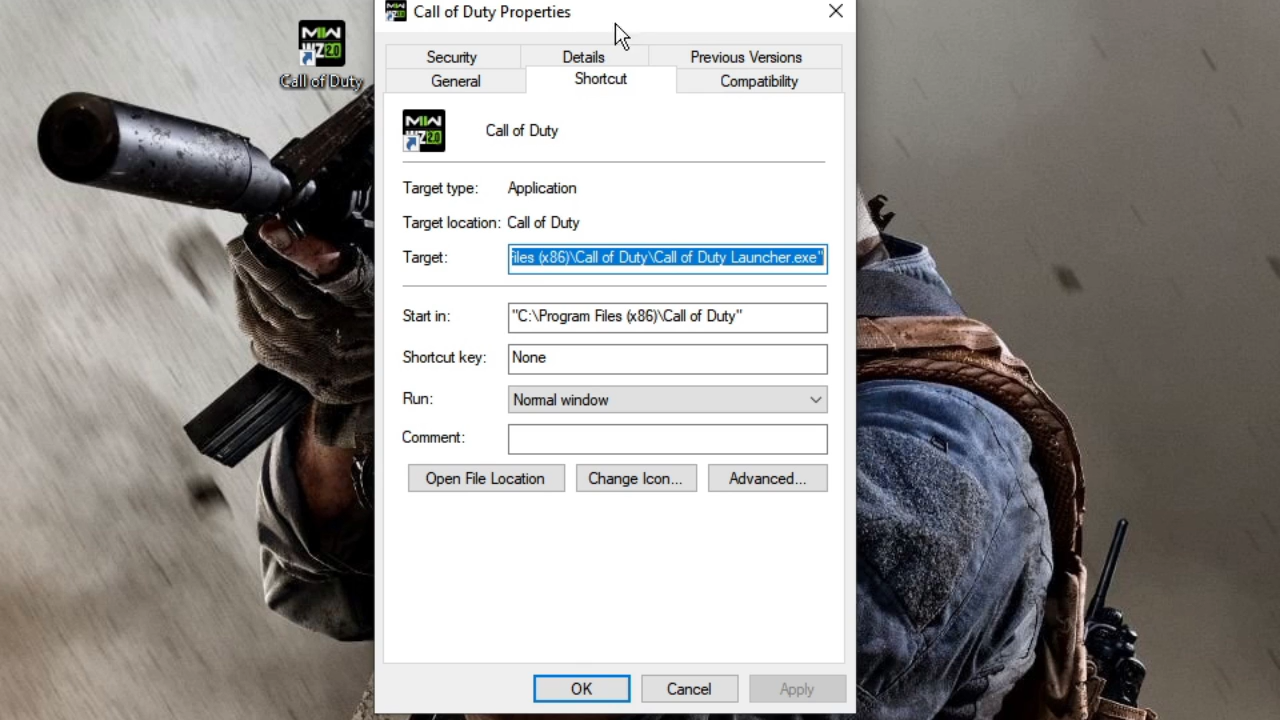 MW
WZ 2.0
Call of Duty
Call of Duty Properties
Security Details Previous Versions
General Shortcut Compatibility
MW
WZ 2.0
Call of Duty
Target type: Application
Target location: Call of Duty
Target: iles (x86)\Call of Duty\Call of Duty Launcher.exe"
Start in: "C:\Program Files (x86)\Call of Duty"
Shortcut key: None
Run: Normal window
Comment:
Open File Location Change Icon... Advanced...
OK Cancel Apply